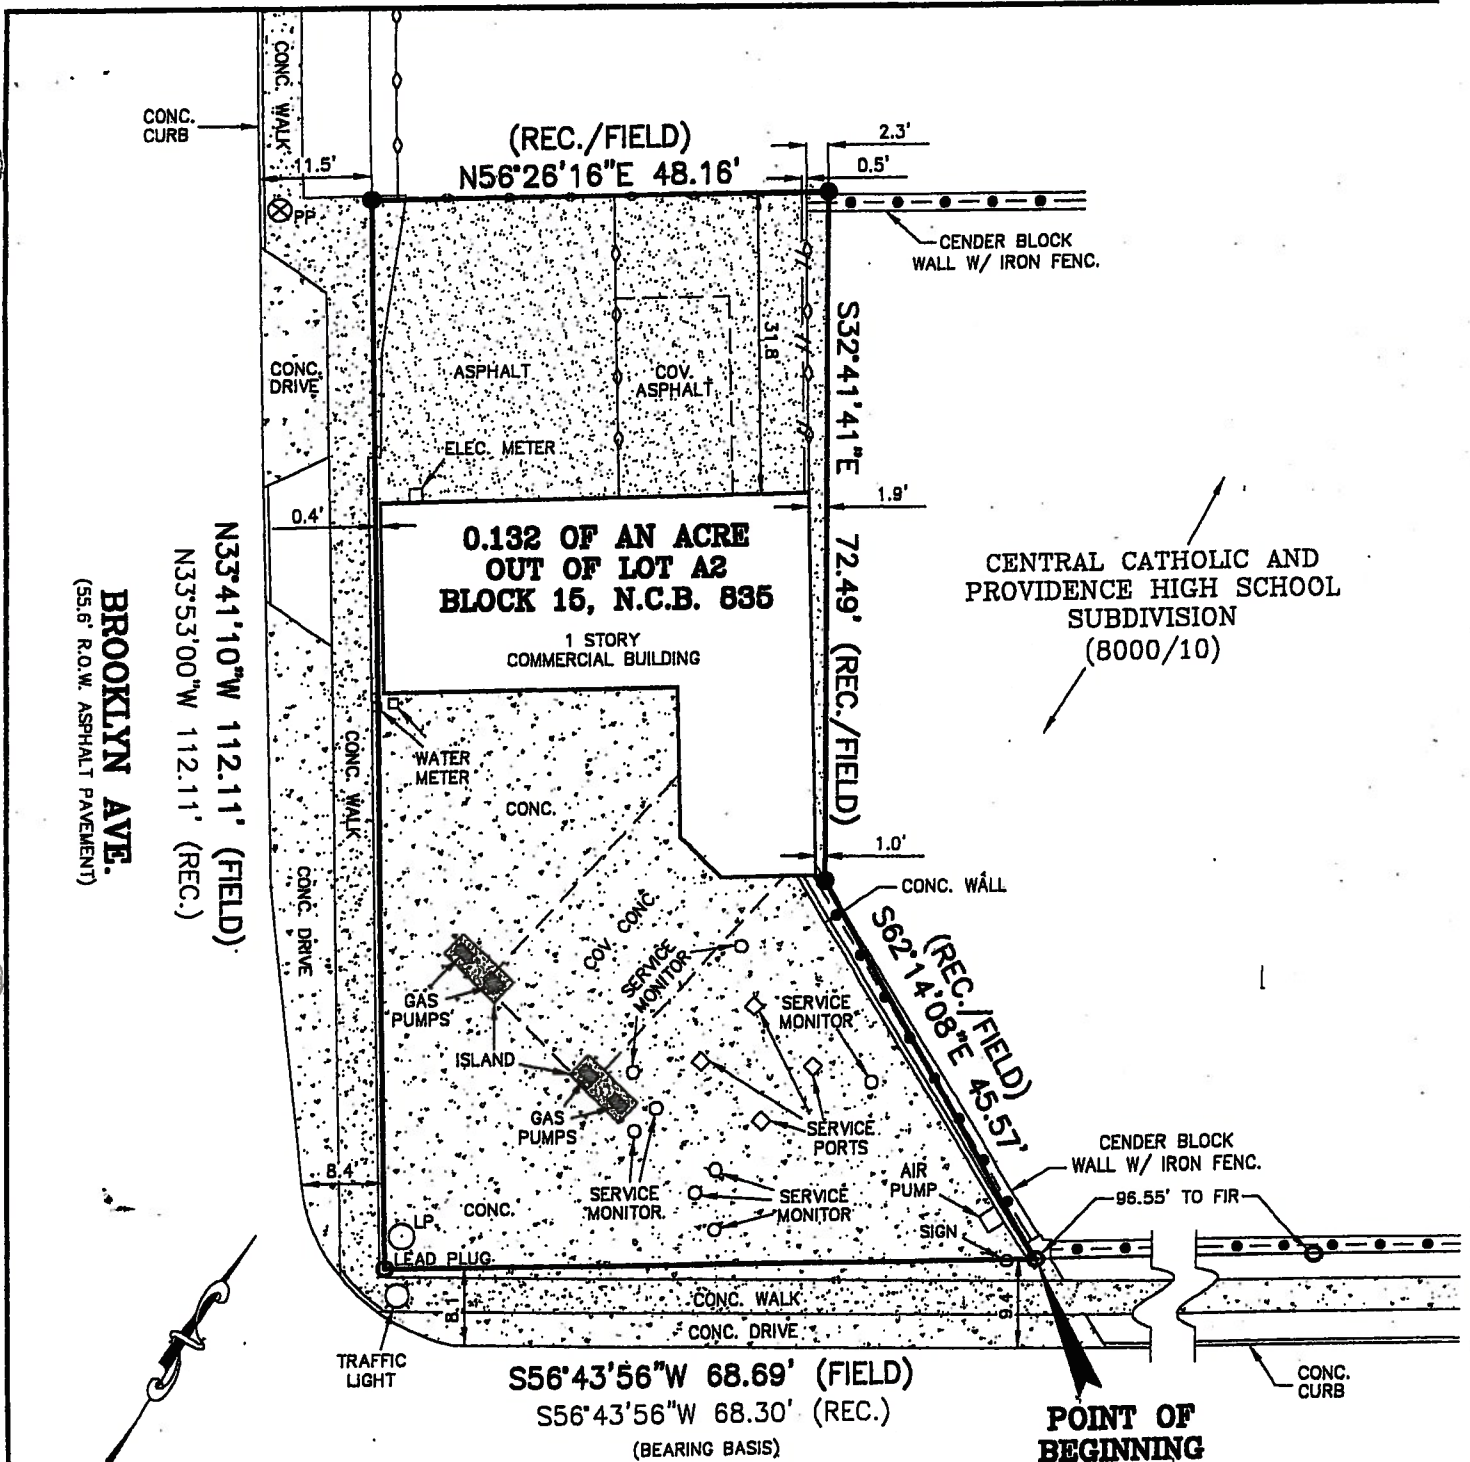 CONC. WALK
CONC.
CURB
(REC./FIELD)
N56°26'16"E 48.16'
2.3'
0.5'
11.5'
PP
CENDER BLOCK
WALL W/ IRON FENC.
S32°41'41"E 72.49' (REC./FIELD)
31.8'
CONC.
DRIVE
ASPHALT
COV.
ASPHALT
ELEC. METER
0.4'
1.9'
0.132 OF AN ACRE
OUT OF LOT A2
BLOCK 15, N.C.B. 835
1 STORY
COMMERCIAL BUILDING
CENTRAL CATHOLIC AND
PROVIDENCE HIGH SCHOOL
SUBDIVISION
(8000/10)
BROOKLYN AVE.
(55.6' R.O.W. ASPHALT PAVEMENT)
N33°41'10"W 112.11' (FIELD)
N33°53'00"W 112.11' (REC.)
WATER
METER
CONC. WALK
CONC.
1.0'
CONC. WALL
CONC. DRIVE
COV. CONC.
SERVICE
MONITOR
(REC./FIELD)
S62°14'08"E 45.57'
GAS
PUMPS
SERVICE
MONITOR
ISLAND
GAS
PUMPS
SERVICE
PORTS
CENDER BLOCK
WALL W/ IRON FENC.
8.4'
AIR
PUMP
96.55' TO FIR
SERVICE
MONITOR
SERVICE
MONITOR
CONC.
LP
SIGN
LEAD PLUG
8.1
9.4
CONC. WALK
CONC. DRIVE
TRAFFIC
LIGHT
S56°43'56"W 68.69' (FIELD)
S56°43'56"W 68.30' (REC.)
(BEARING BASIS)
CONC.
CURB
POINT OF
BEGINNING